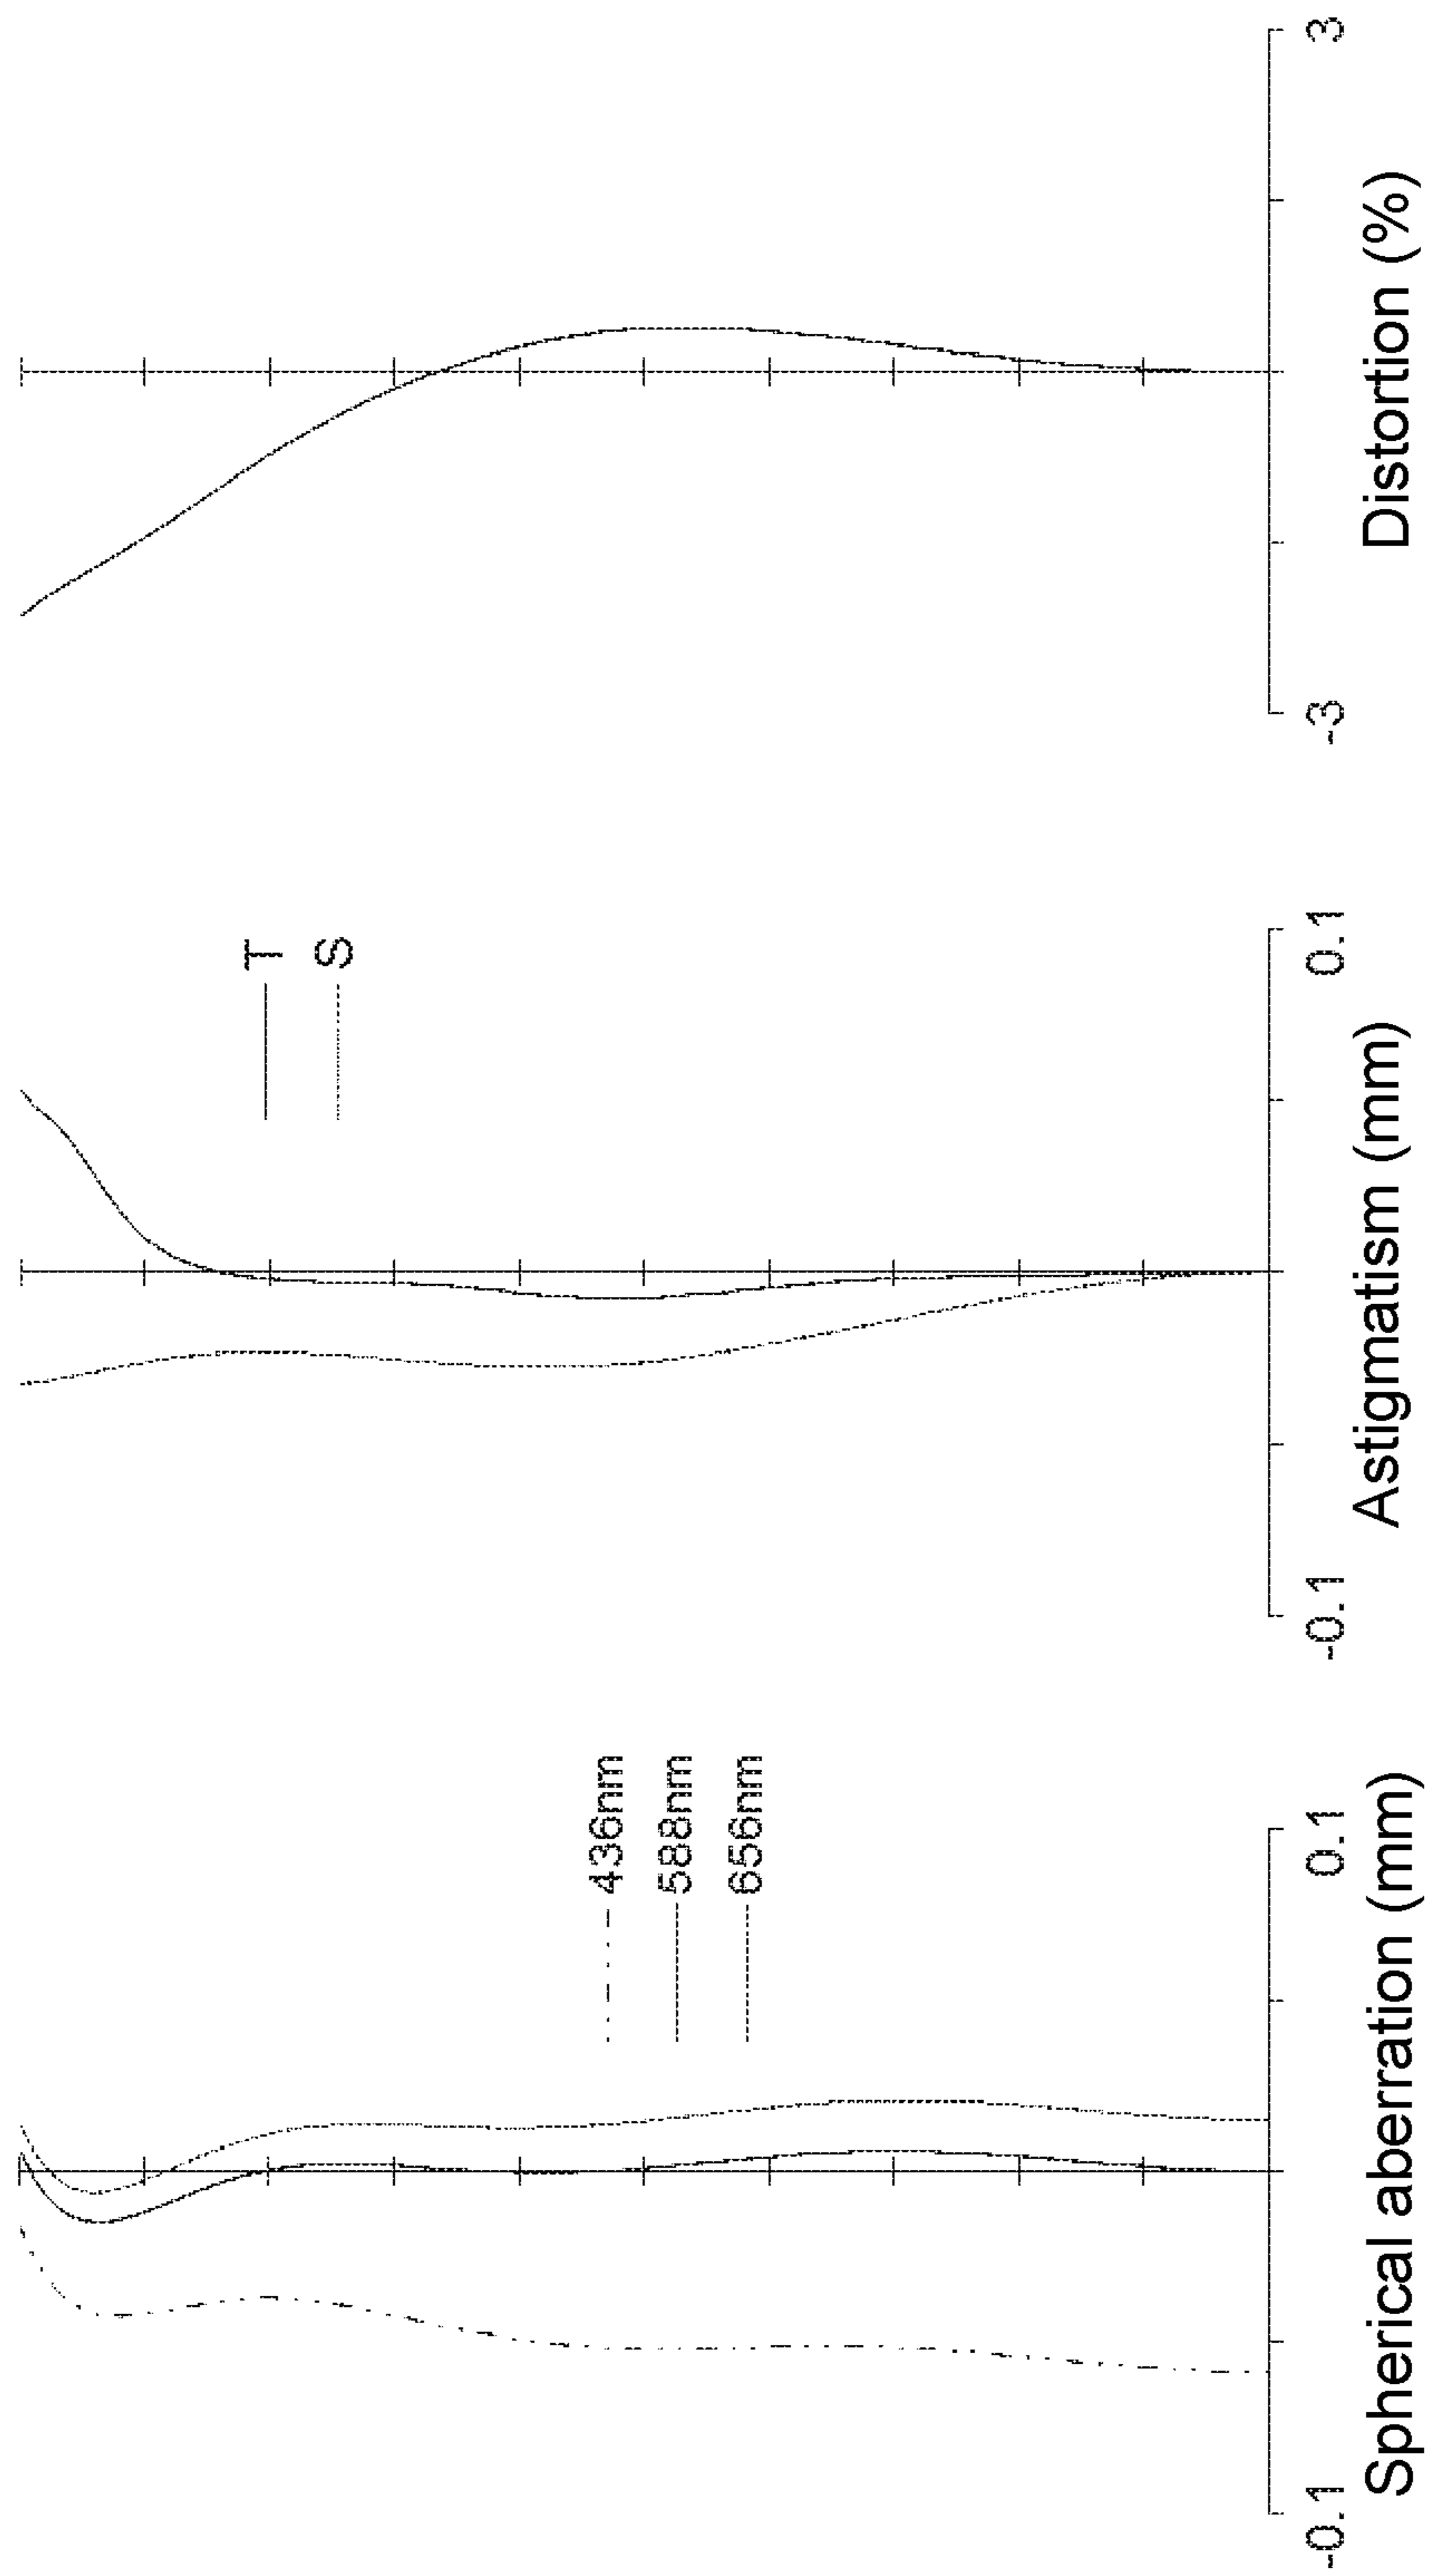 436nm
588nm
656nm
-0.1
0.1
Spherical aberration (mm)
T
S
-0.1
0.1
Astigmatism (mm)
-3
3
Distortion (%)